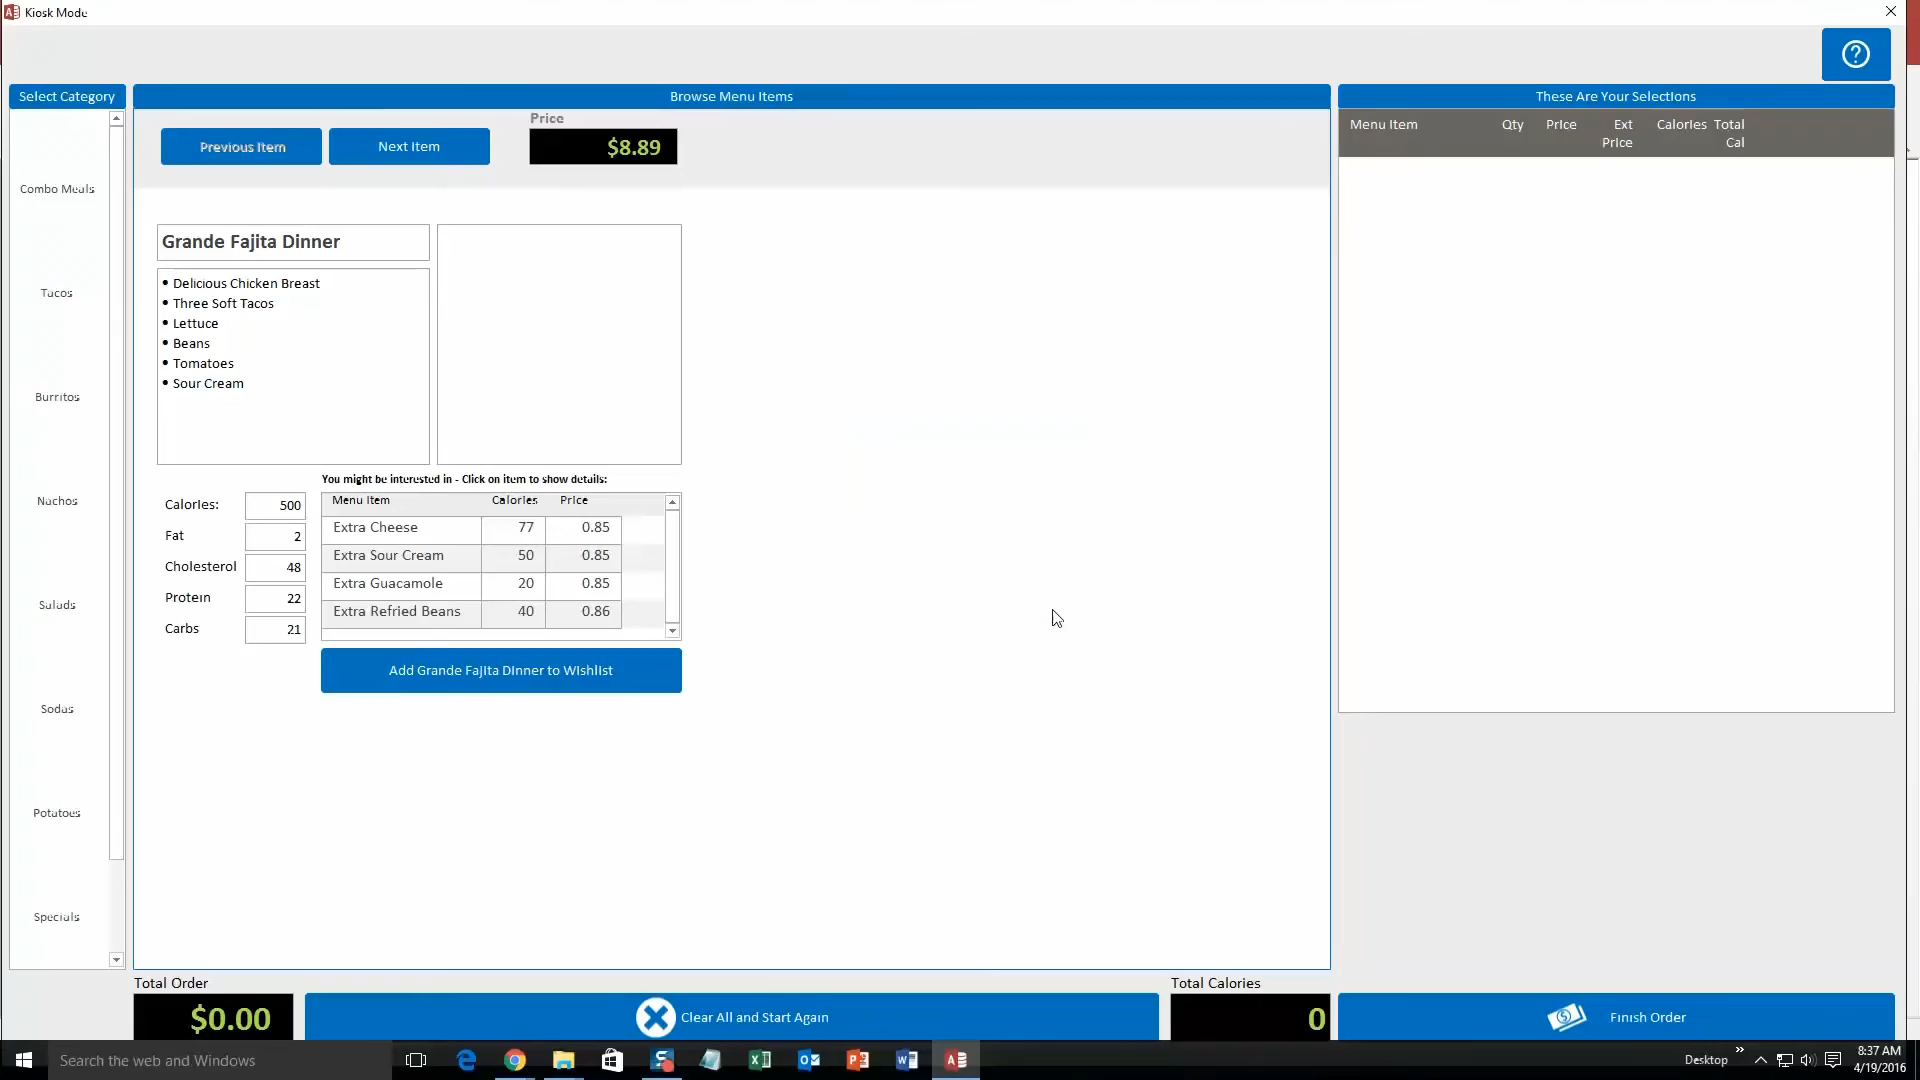 Kiosk Mode
Select Category
Combo Meals
Tacos
Burritos
Nachos
Salads
Sodas
Potatoes
Specials
Browse Menu Items
Previous Item
Next Item
Price
$8.89
Grande Fajita Dinner
• Delicious Chicken Breast
• Three Soft Tacos
• Lettuce
• Beans
• Tomatoes
• Sour Cream
Calories: 500
Fat 2
Cholesterol 48
Protein 22
Carbs 21
You might be interested in - Click on item to show details:
Menu Item Calories Price
Extra Cheese 77 0.85
Extra Sour Cream 50 0.85
Extra Guacamole 20 0.85
Extra Refried Beans 40 0.86
Add Grande Fajita Dinner to Wishlist
These Are Your Selections
Menu Item Qty Price Ext Price Calories Total Cal
Total Order
$0.00
Clear All and Start Again
Total Calories
0
Finish Order
Search the web and Windows
Desktop
8:37 AM
4/19/2016